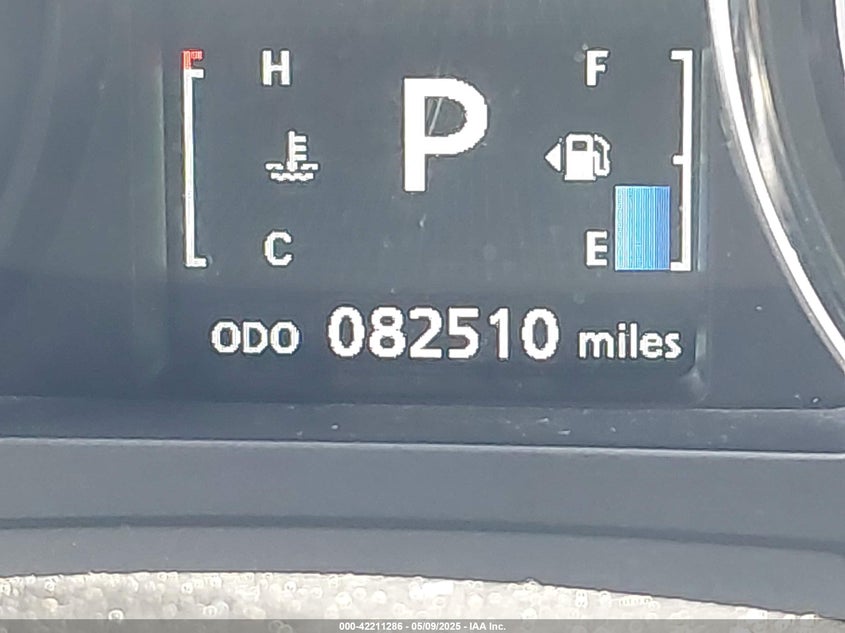 H F
P
C E
ODO 082510 miles
000-42211286 - 05/09/2025 - IAA Inc.